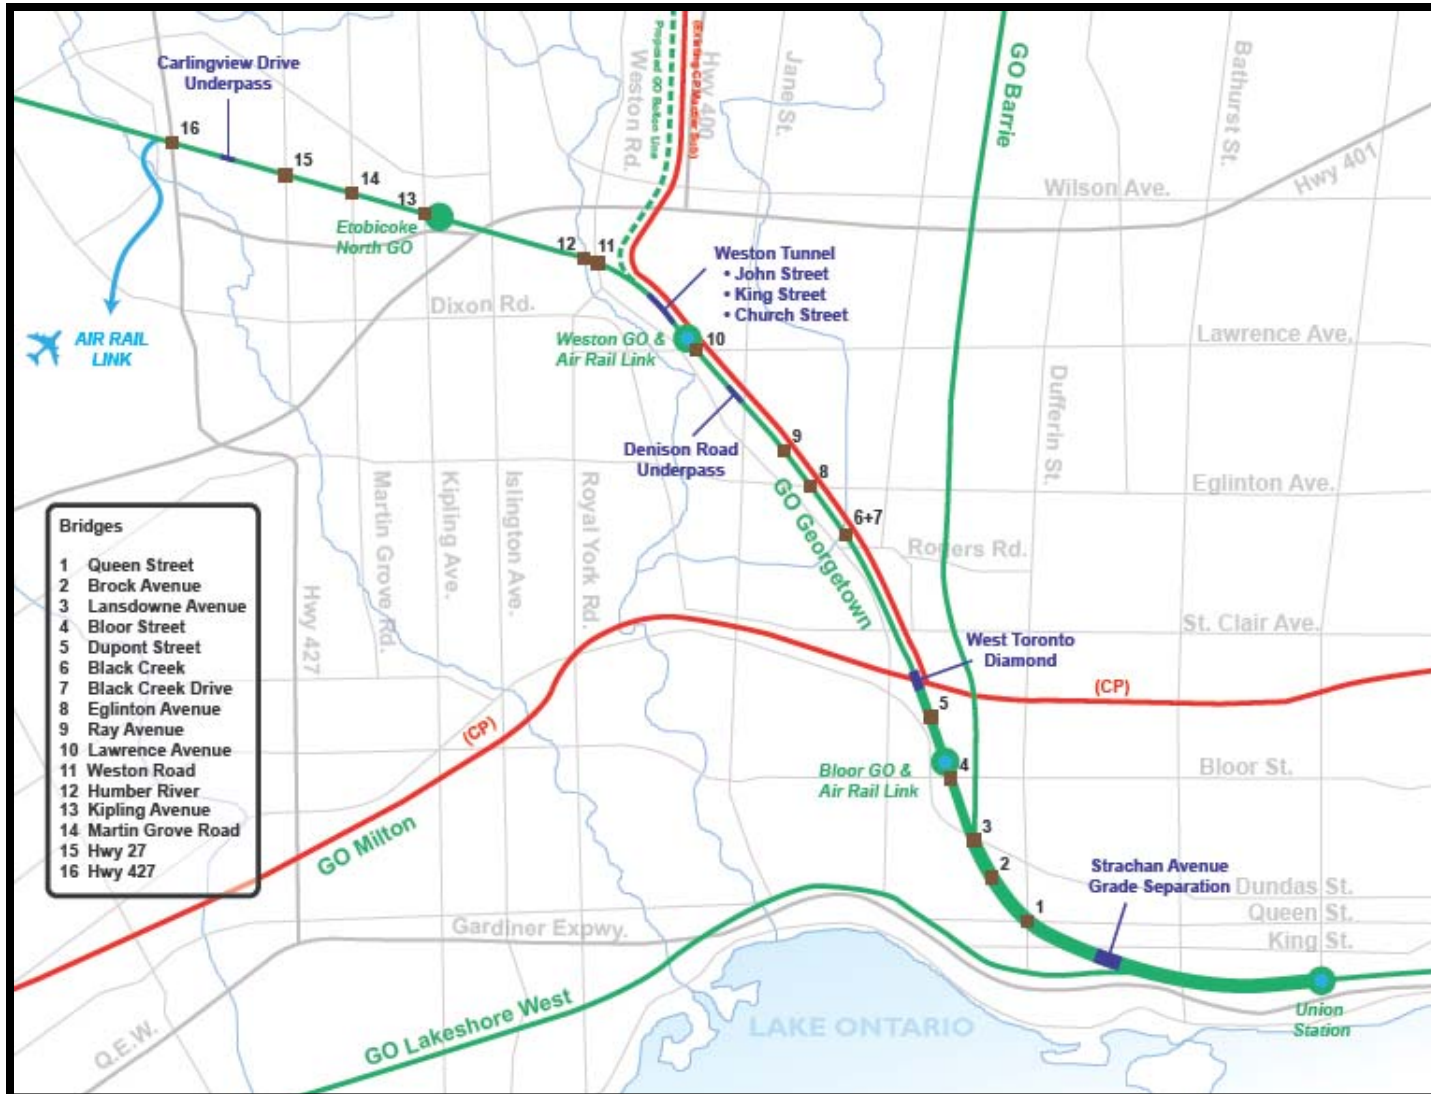 Carlingview Drive
Underpass
16
15
14
13
Etobicoke
North GO
12
11
AIR RAIL
LINK
Dixon Rd.
Weston Rd.
Proposed GO Bolton Line
Hwy 400
Jane St.
GO Barrie
Bathurst St.
Hwy 401
Wilson Ave.
Weston Tunnel
• John Street
• King Street
• Church Street
Weston GO &
Air Rail Link
10
Lawrence Ave.
Dufferin St.
Denison Road
Underpass
9
8
6+7
Eglinton Ave.
GO Georgetown
Rogers Rd.
St. Clair Ave.
Martin Grove Rd.
Kipling Ave.
Islington Ave.
Royal York Rd.
Hwy 427
Bridges
1 Queen Street
2 Brock Avenue
3 Lansdowne Avenue
4 Bloor Street
5 Dupont Street
6 Black Creek
7 Black Creek Drive
8 Eglinton Avenue
9 Ray Avenue
10 Lawrence Avenue
11 Weston Road
12 Humber River
13 Kipling Avenue
14 Martin Grove Road
15 Hwy 27
16 Hwy 427
West Toronto
Diamond
(CP)
(CP)
5
Bloor GO &
Air Rail Link
4
Bloor St.
GO Milton
3
2
1
Strachan Avenue
Grade Separation
Dundas St.
Queen St.
King St.
Gardiner Expwy.
GO Lakeshore West
Q.E.W.
LAKE ONTARIO
Union
Station